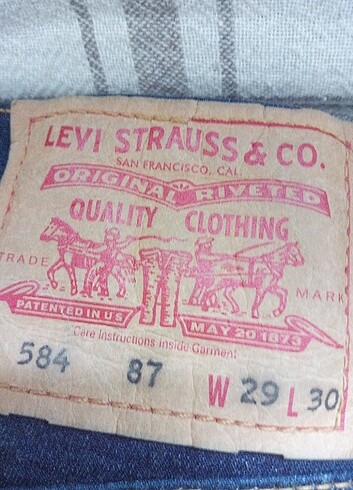 LEVI STRAUSS & CO.
SAN FRANCISCO, CAL.
ORIGINAL RIVETED
QUALITY CLOTHING
TRADE MARK
PATENTED IN U S MAY 20 1873
Care Instructions Inside Garment
584 87 W 29 L 30